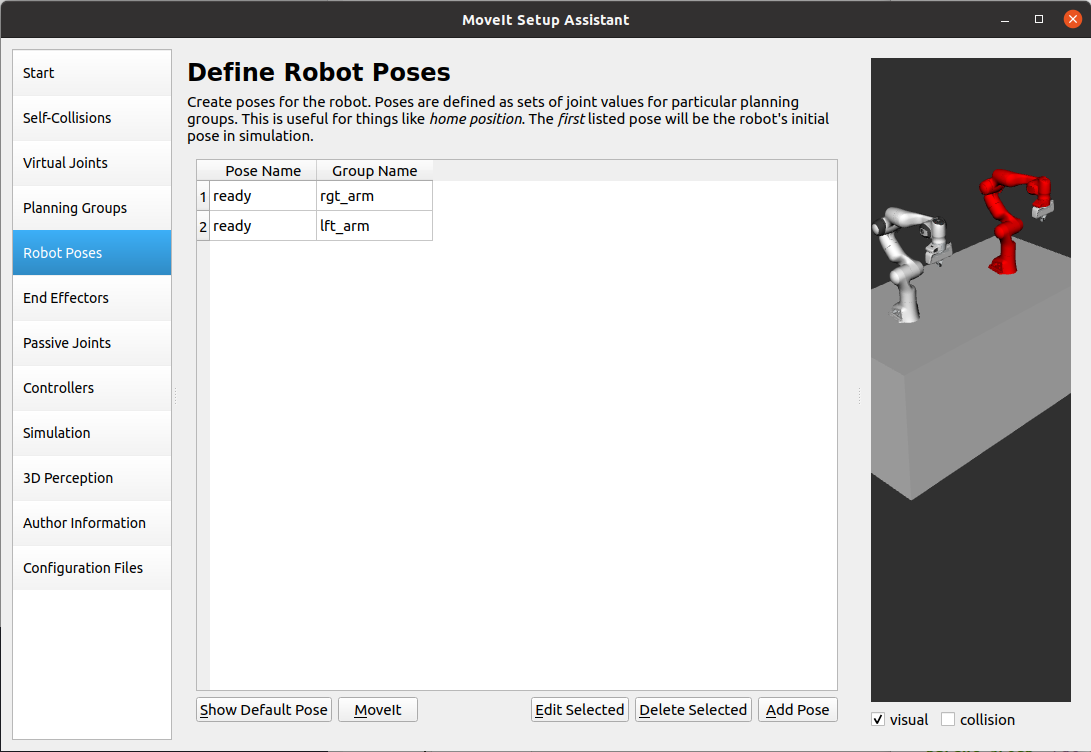 MoveIt Setup Assistant
Start
Self-Collisions
Virtual Joints
Planning Groups
Robot Poses
End Effectors
Passive Joints
Controllers
Simulation
3D Perception
Author Information
Configuration Files
Define Robot Poses
Create poses for the robot. Poses are defined as sets of joint values for particular planning
groups. This is useful for things like home position. The first listed pose will be the robot's initial
pose in simulation.
Pose Name Group Name
1 ready rgt_arm
2 ready lft_arm
Show Default Pose MoveIt Edit Selected Delete Selected Add Pose
visual collision